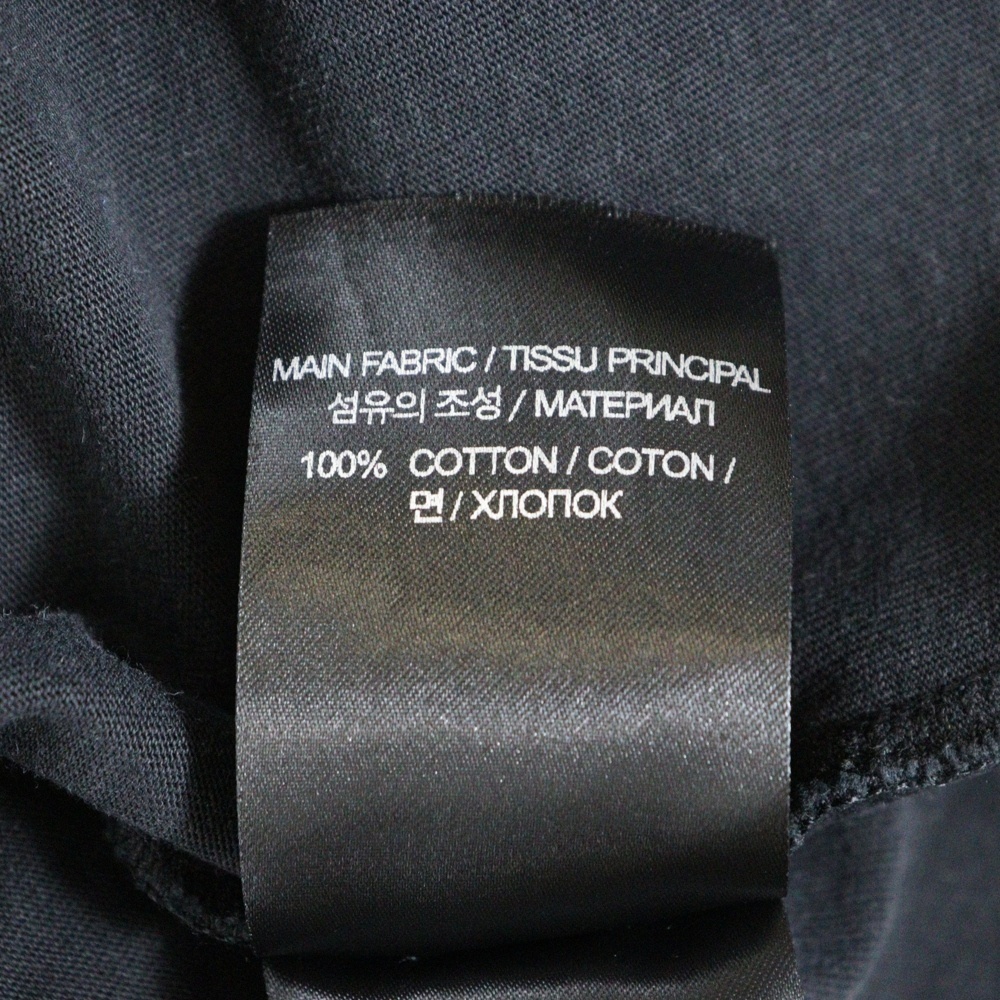 MAIN FABRIC / TISSU PRINCIPAL
섬유의 조성 / МАТЕРИАЛ
100% COTTON / COTON /
면 / ХЛОПОК